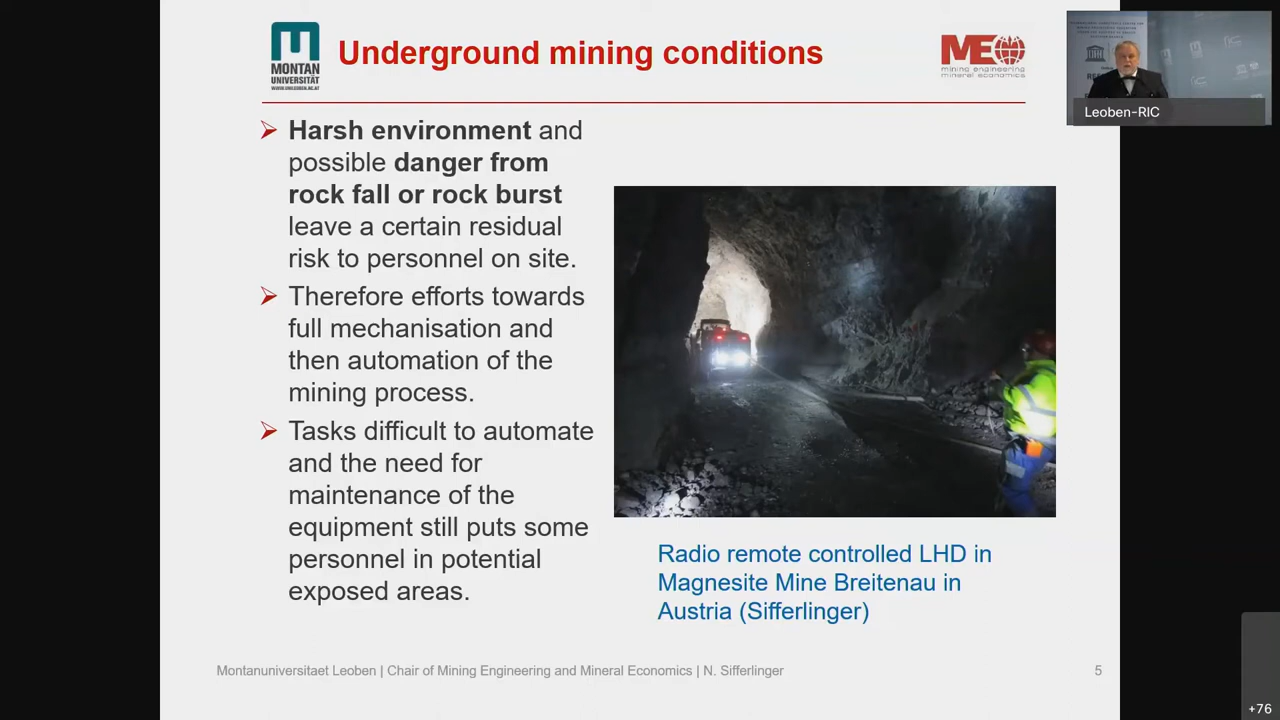 MONTAN
UNIVERSITÄT
WWW.UNILEOBEN.AC.AT
Underground mining conditions
ME
mining engineering
mineral economics
Leoben-RIC
Harsh environment and
possible danger from
rock fall or rock burst
leave a certain residual
risk to personnel on site.
Therefore efforts towards
full mechanisation and
then automation of the
mining process.
Tasks difficult to automate
and the need for
maintenance of the
equipment still puts some
personnel in potential
exposed areas.
Radio remote controlled LHD in
Magnesite Mine Breitenau in
Austria (Sifferlinger)
Montanuniversitaet Leoben | Chair of Mining Engineering and Mineral Economics | N. Sifferlinger
5
+76